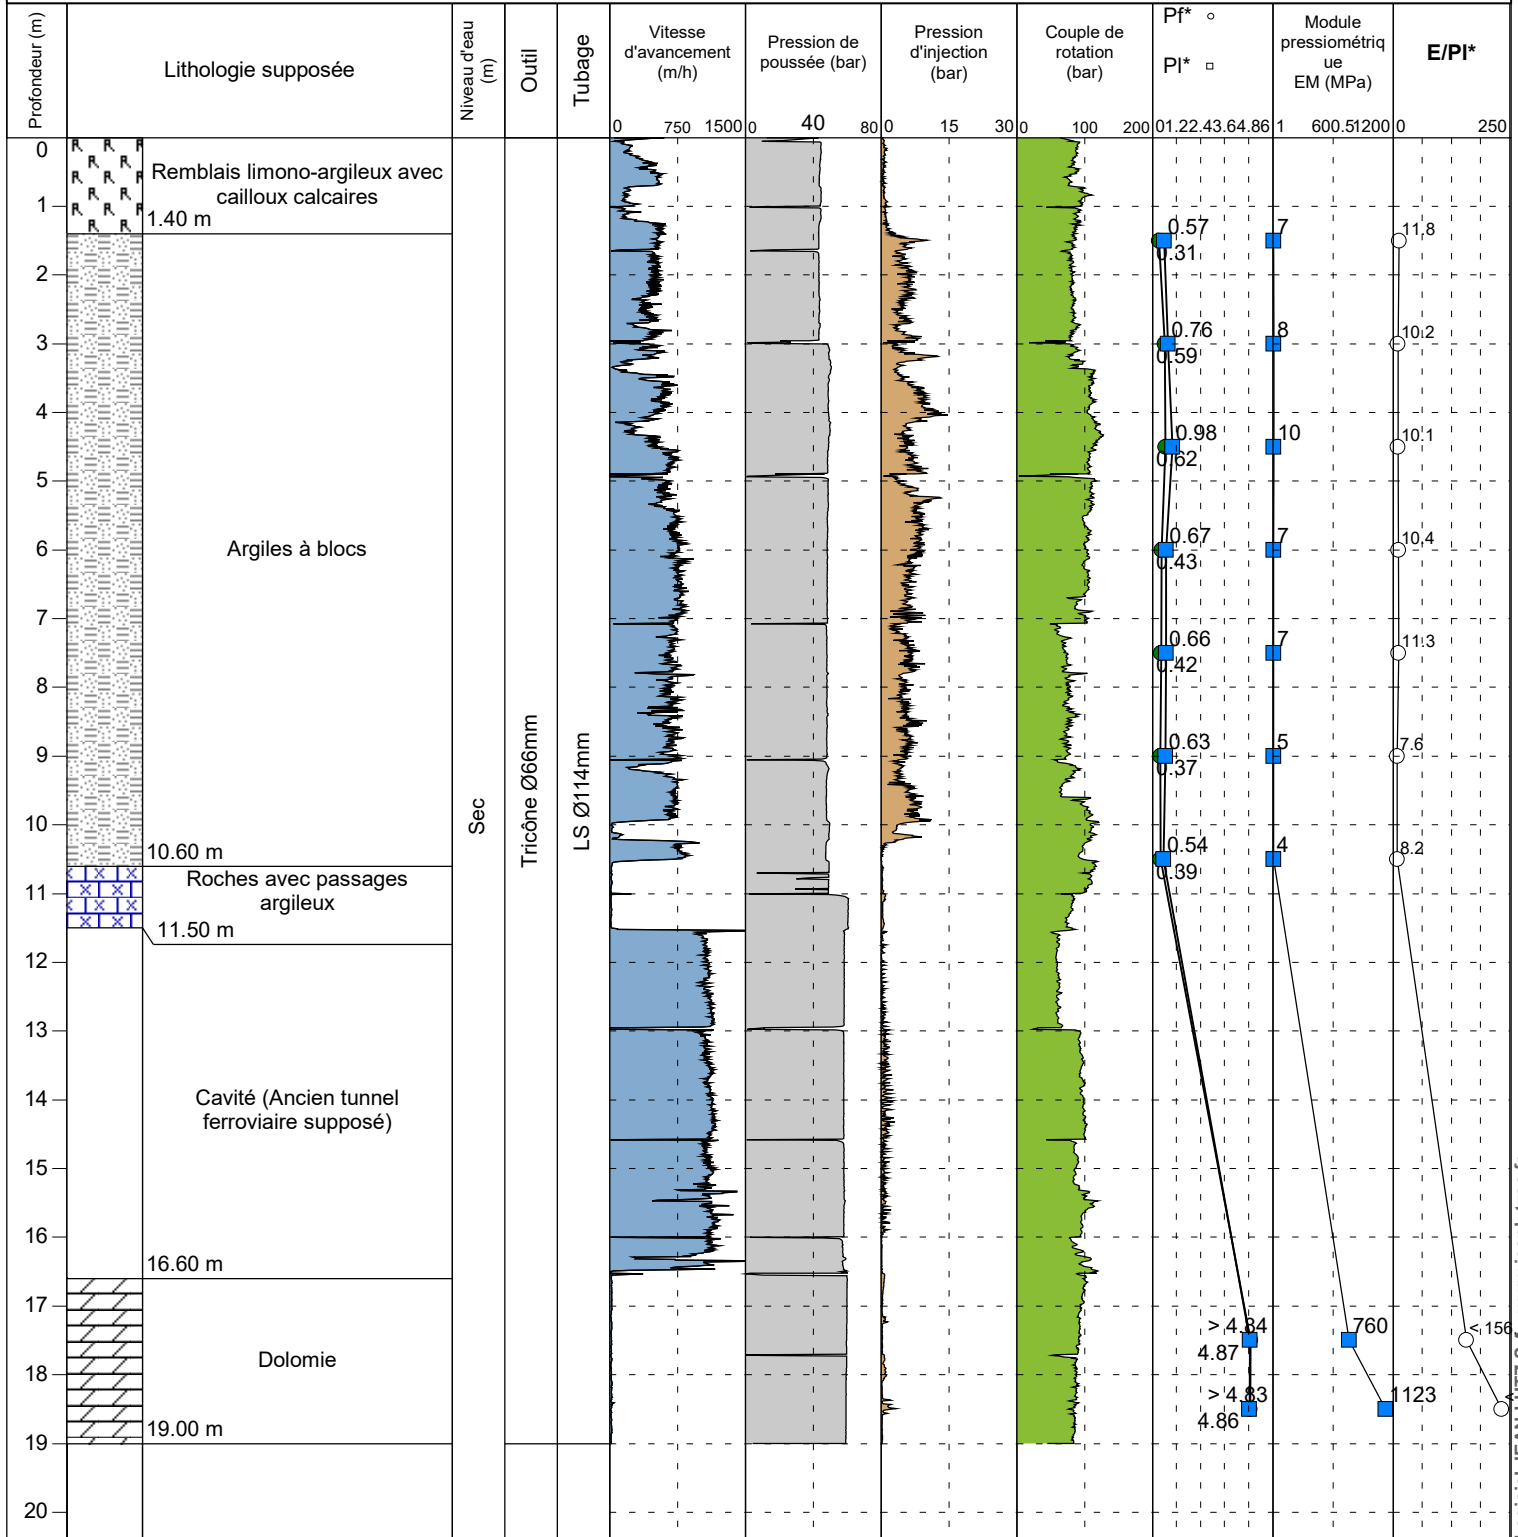 Profondeur (m)
Lithologie supposée
Niveau d'eau
(m)
Outil
Tubage
Vitesse
d'avancement
(m/h)
Pression de
poussée (bar)
Pression
d'injection
(bar)
Couple de
rotation
(bar)
Pf*
Pl*
Module
pressiométriq
ue
EM (MPa)
E/Pl*
0 750 1500
0 40 80
0 15 30
0 100 200
01.22.43.64.86
1 600.51200
0 250
0
1
2
3
4
5
6
7
8
9
10
11
12
13
14
15
16
17
18
19
20
Remblais limono-argileux avec
cailloux calcaires
1.40 m
Argiles à blocs
10.60 m
Roches avec passages
argileux
11.50 m
Cavité (Ancien tunnel
ferroviaire supposé)
16.60 m
Dolomie
19.00 m
Sec
Tricône Ø66mm
LS Ø114mm
0.57 7 11.8
0.31
0.76 8 10.2
0.59
0.98 10 10.1
0.62
0.67 7 10.4
0.43
0.66 7 11.3
0.42
0.63 5 7.6
0.37
0.54 4 8.2
0.39
> 4.84 760 < 156
4.87
> 4.83 1123 <
4.86